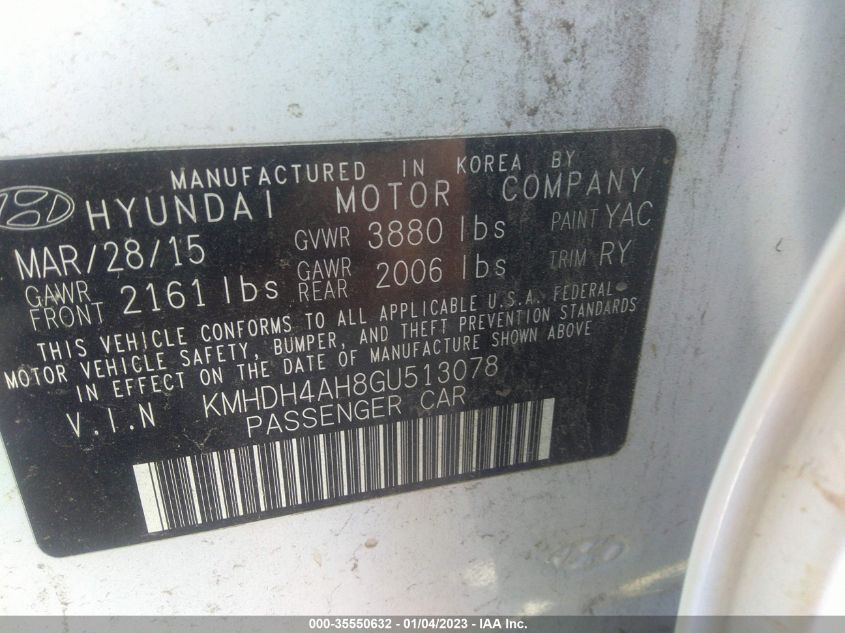 MANUFACTURED IN KOREA BY
HYUNDAI MOTOR COMPANY
MAR/28/15 GVWR 3880 lbs PAINT YAC
GAWR FRONT 2161 lbs GAWR REAR 2006 lbs TRIM RY
THIS VEHICLE CONFORMS TO ALL APPLICABLE U.S.A. FEDERAL
MOTOR VEHICLE SAFETY, BUMPER, AND THEFT PREVENTION STANDARDS
IN EFFECT ON THE DATE OF MANUFACTURE SHOWN ABOVE
V.I.N KMHDH4AH8GU513078
PASSENGER CAR
000-35550632 - 01/04/2023 - IAA Inc.